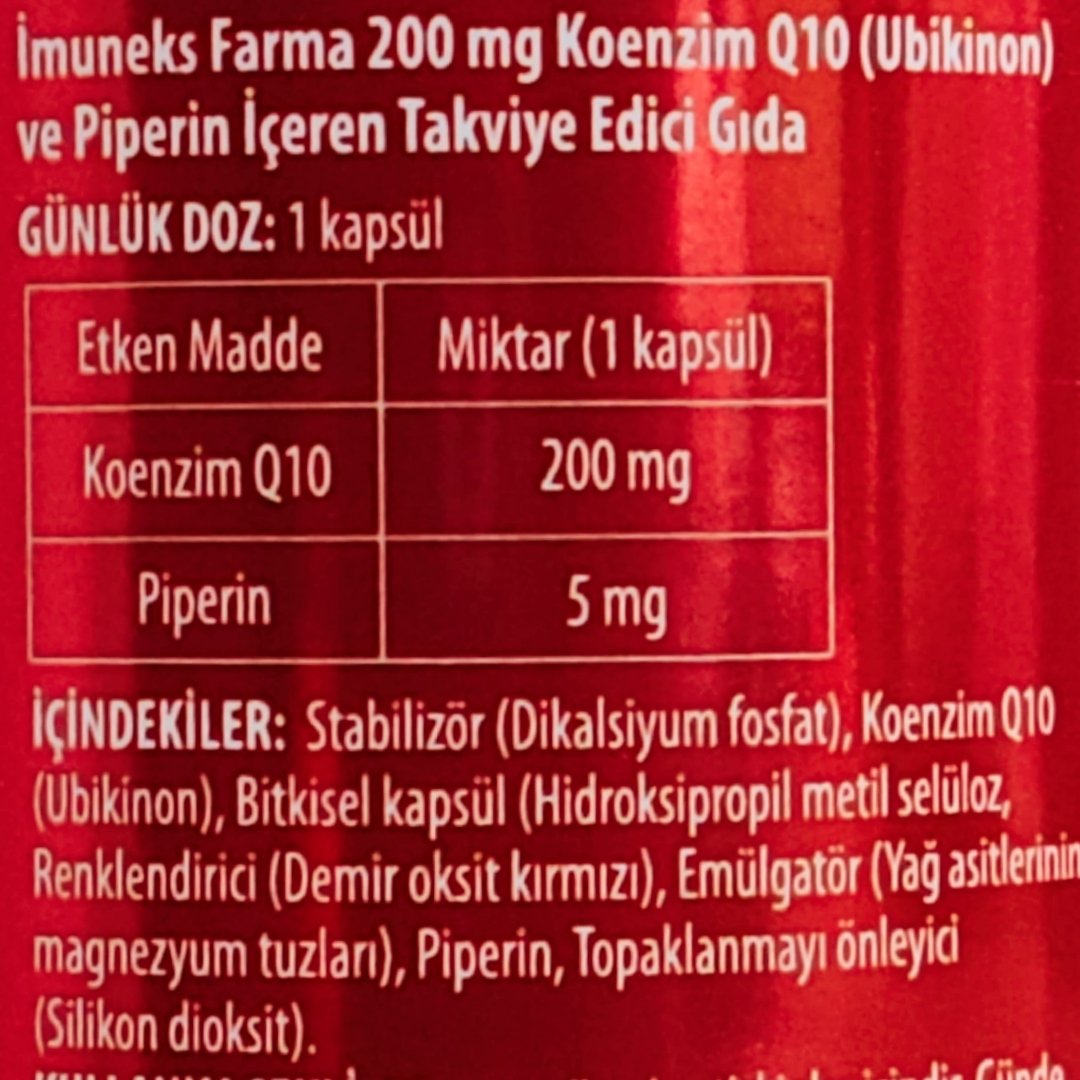 İmuneks Farma 200 mg Koenzim Q10 (Ubikinon)
ve Piperin İçeren Takviye Edici Gıda
GÜNLÜK DOZ: 1 kapsül
Etken Madde Miktar (1 kapsül)
Koenzim Q10 200 mg
Piperin 5 mg
İÇİNDEKİLER: Stabilizör (Dikalsiyum fosfat), Koenzim Q10
(Ubikinon), Bitkisel kapsül (Hidroksipropil metil selüloz,
Renklendirici (Demir oksit kırmızı), Emülgatör (Yağ asitlerinin
magnezyum tuzları), Piperin, Topaklanmayı önleyici
(Silikon dioksit).
Günde